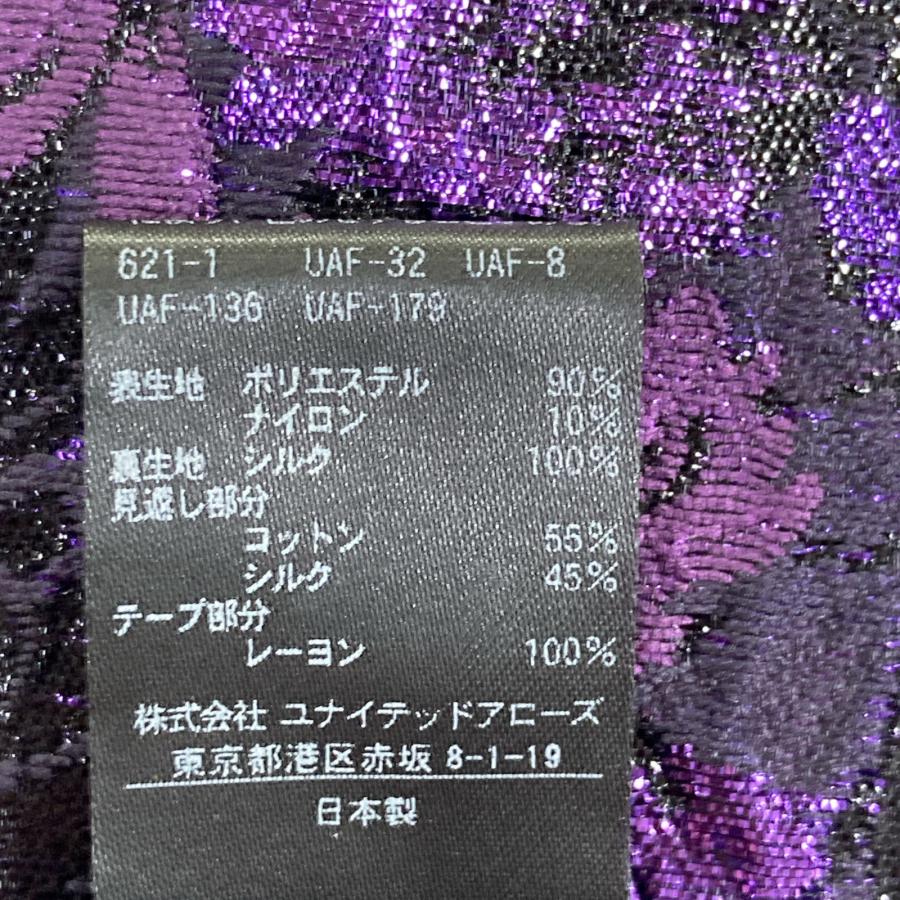 621-1 UAF-32 UAF-8
UAF-136 UAF-179
表生地 ポリエステル 90%
ナイロン 10%
裏生地 シルク 100%
見返し部分
コットン 55%
シルク 45%
テープ部分
レーヨン 100%
株式会社 ユナイテッドアローズ
東京都港区赤坂 8-1-19
日本製